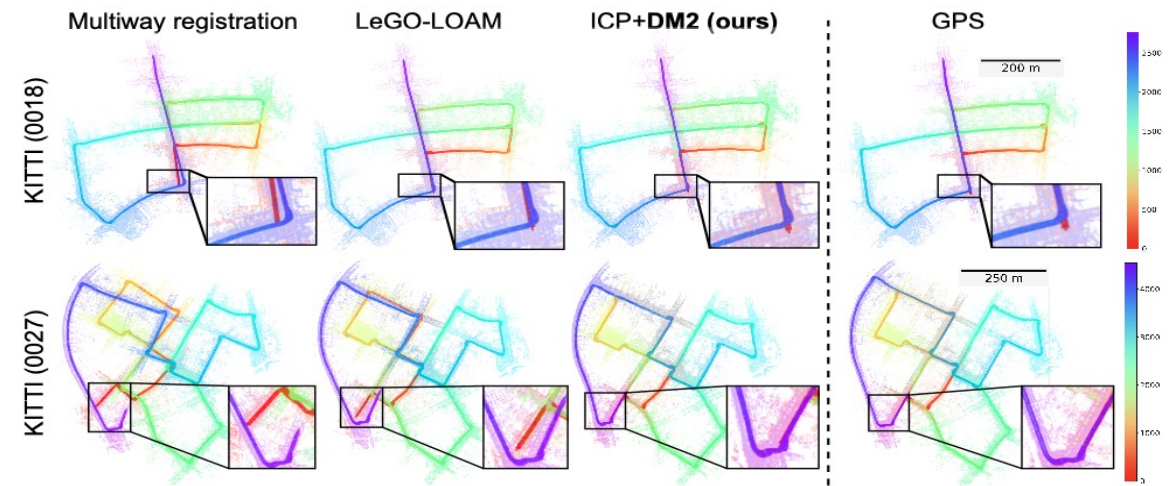 Multiway registration LeGO-LOAM ICP+DM2 (ours) GPS
KITTI (0018)
200 m
2500
2000
1500
1000
500
0
KITTI (0027)
250 m
4000
3000
2000
1000
0